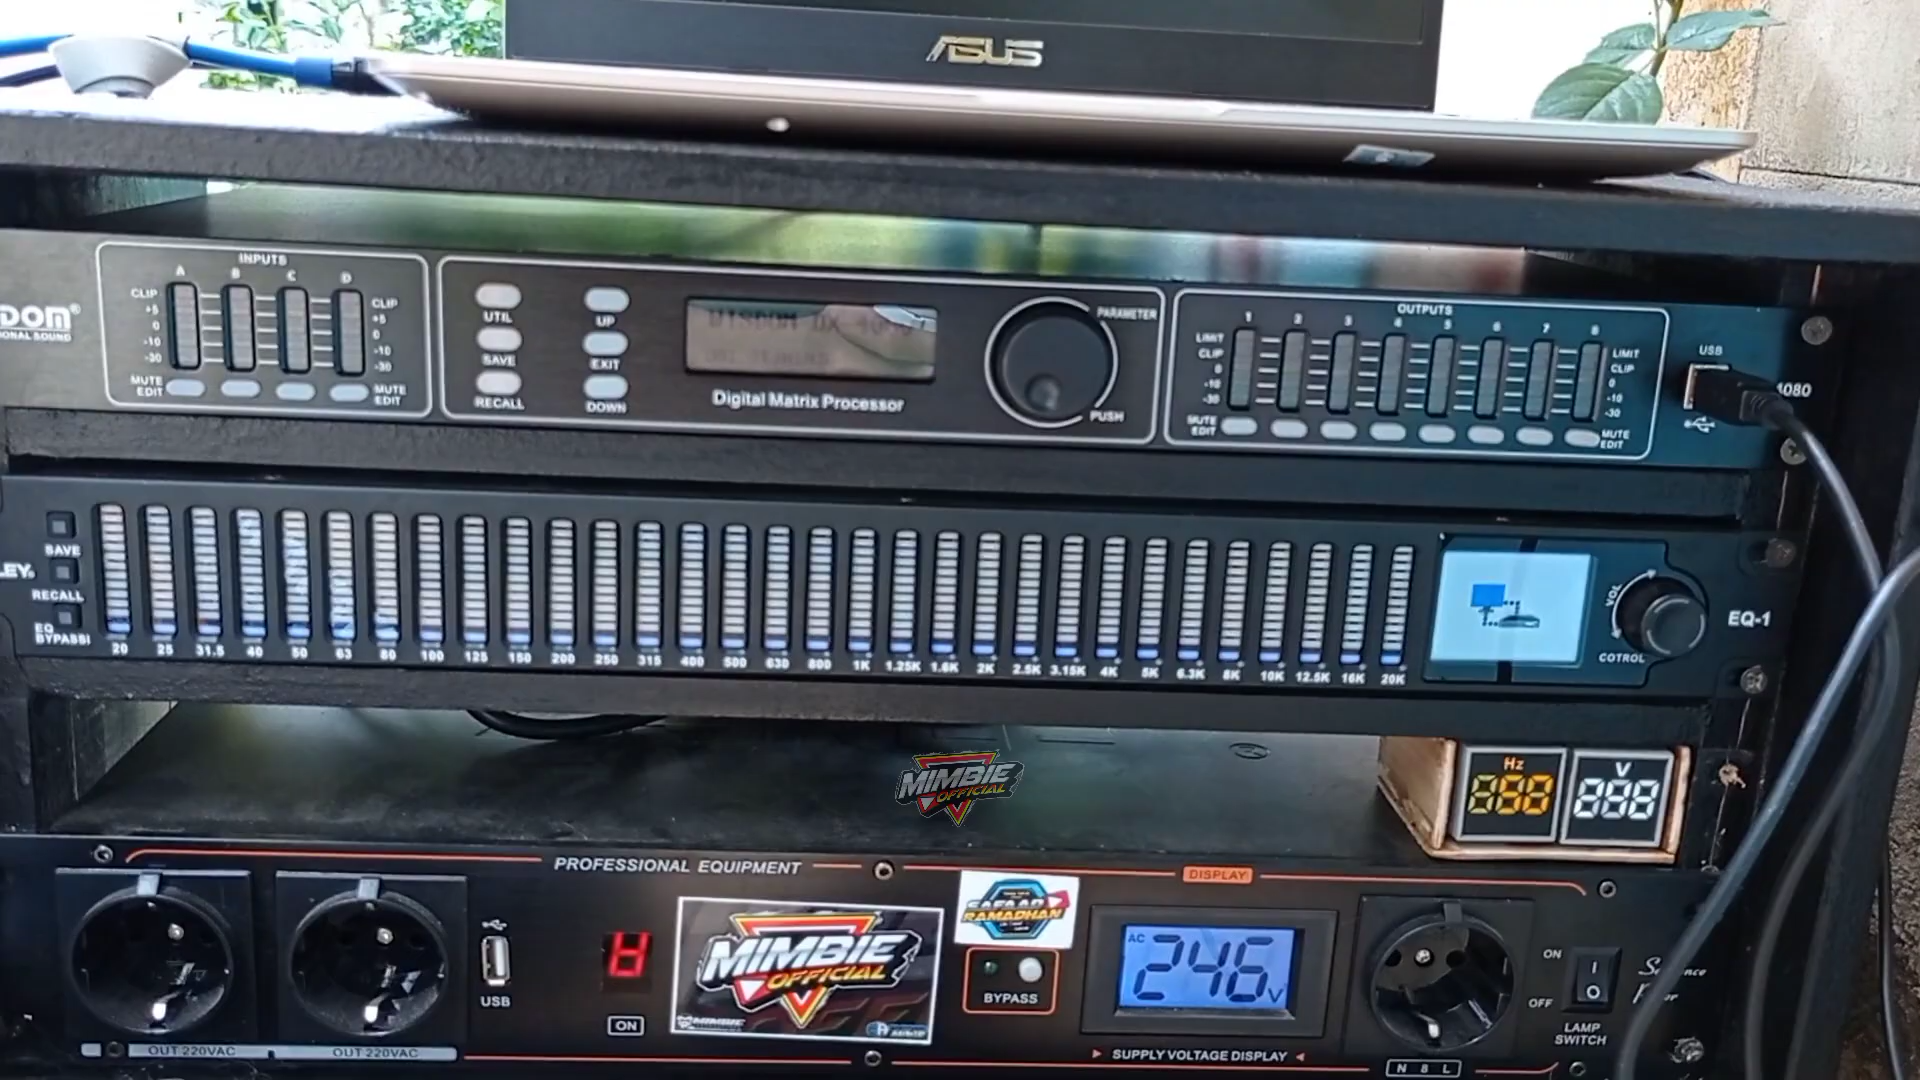 ASUS
INPUTS
A B C D
CLIP
+5
0
-10
-30
MUTE
EDIT
CLIP
+5
0
-10
-30
MUTE
EDIT
DOM®
IONAL SOUND
UTIL
SAVE
RECALL
UP
EXIT
DOWN
WISDOM DX 4080
Digital Matrix Processor
PARAMETER
PUSH
OUTPUTS
1 2 3 4 5 6 7 8
LIMIT
CLIP
0
-10
-30
MUTE
EDIT
LIMIT
CLIP
0
-10
-30
MUTE
EDIT
USB
4080
SAVE
LEY®
RECALL
EQ
BYPASSI
20 25 31.5 40 50 63 80 100 125 150 200 250 315 400 500 630 800 1K 1.25K 1.6K 2K 2.5K 3.15K 4K 5K 6.3K 8K 10K 12.5K 16K 20K
VOL
COTROL
EQ-1
MIMBIE
OFFICIAL
Hz
V
888
PROFESSIONAL EQUIPMENT
DISPLAY
OUT 220VAC
OUT 220VAC
USB
ON
MIMBIE
OFFICIAL
MIMBIE
RAMADHAN
BYPASS
AC
246V
SUPPLY VOLTAGE DISPLAY
ON
OFF
LAMP
SWITCH
N 8 L